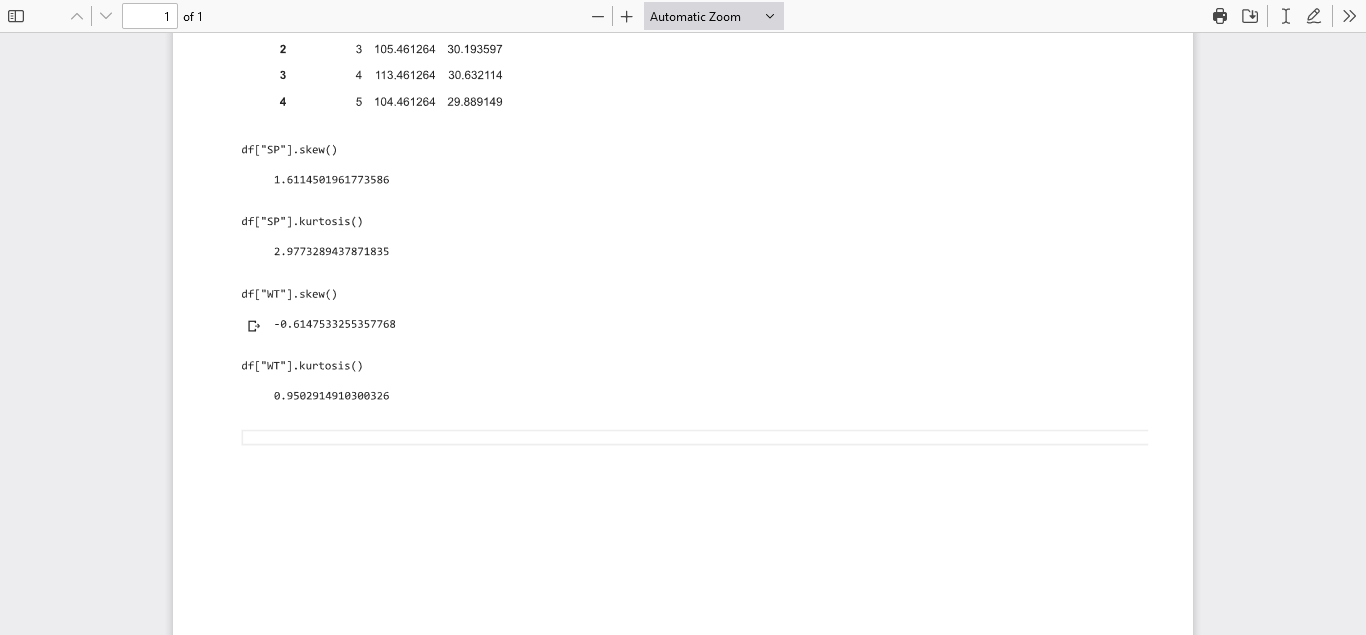 1 of 1 Automatic Zoom
2 3 105.461264 30.193597
3 4 113.461264 30.632114
4 5 104.461264 29.889149
df["SP"].skew()
1.6114501961773586
df["SP"].kurtosis()
2.9773289437871835
df["WT"].skew()
-0.6147533255357768
df["WT"].kurtosis()
0.9502914910300326